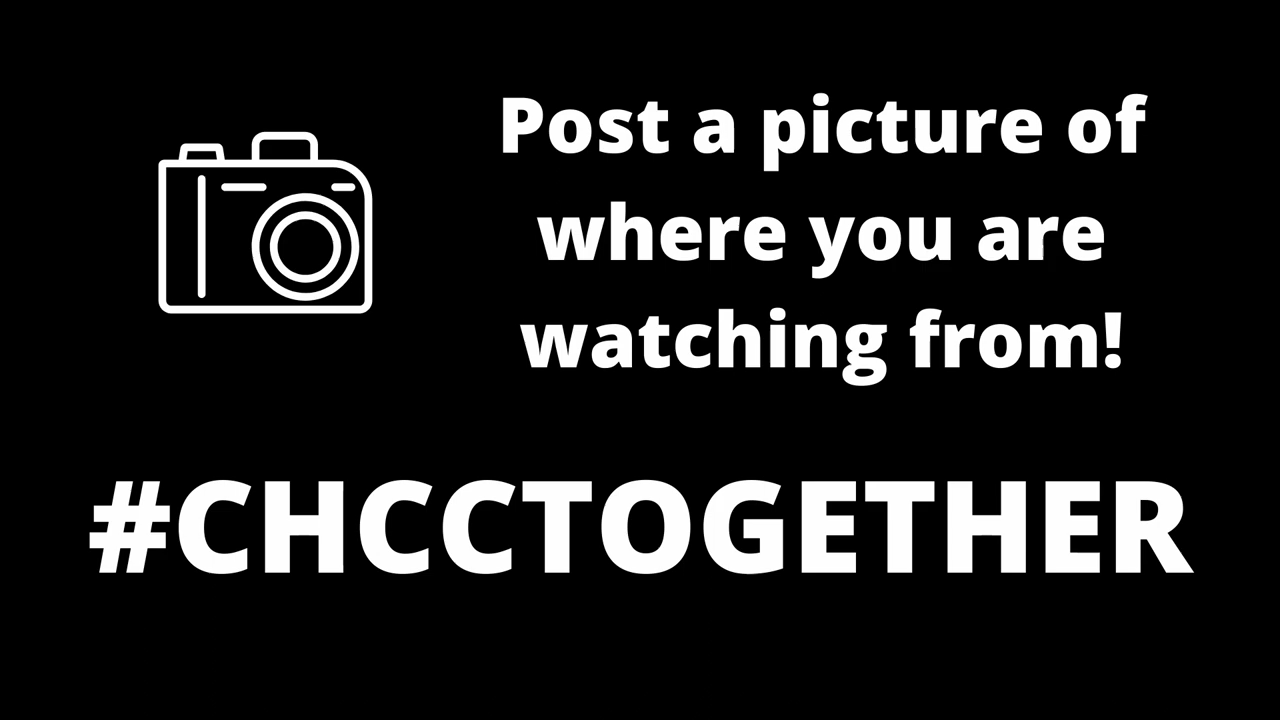 Post a picture of
where you are
watching from!
#CHCCTOGETHER